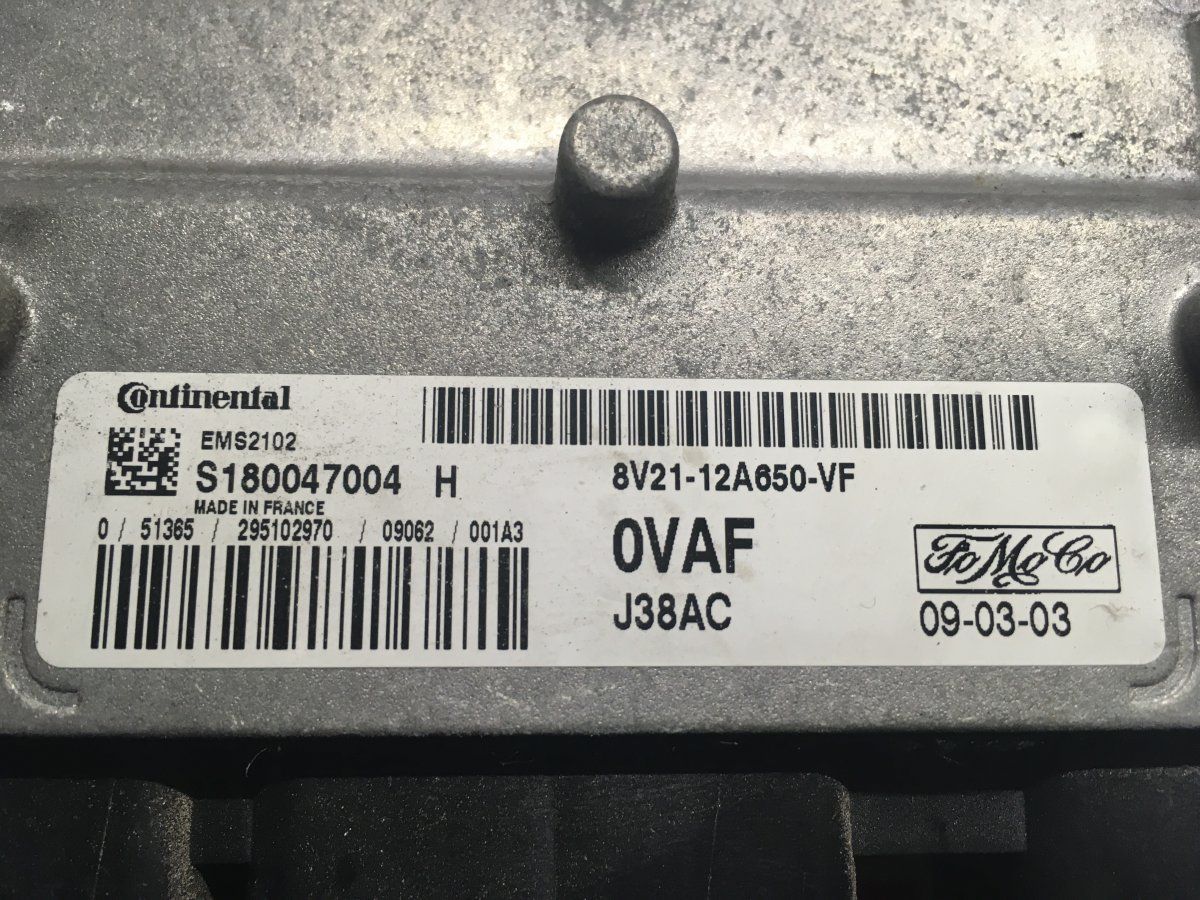 Continental
EMS2102
S180047004 H
MADE IN FRANCE
0 / 51365 / 295102970 / 09062 / 001A3
8V21-12A650-VF
0VAF
J38AC
FoMoCo
09-03-03